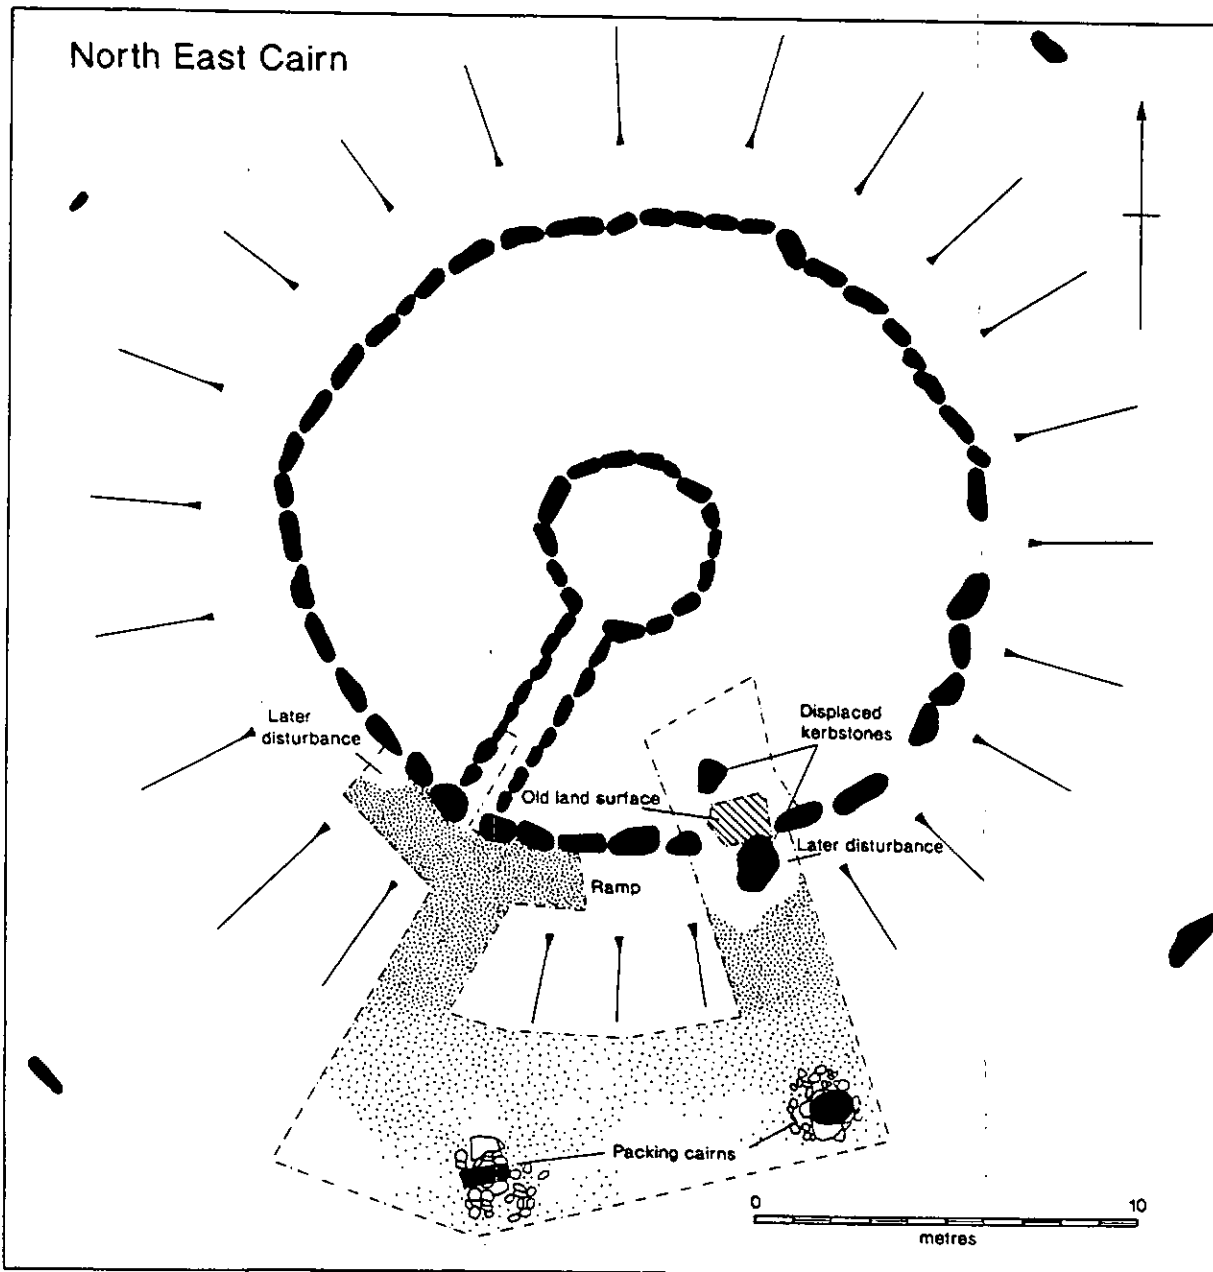 North East Cairn
Later
disturbance
Displaced
kerbstones
Old land surface
Later disturbance
Ramp
Packing cairns
0 10
metres